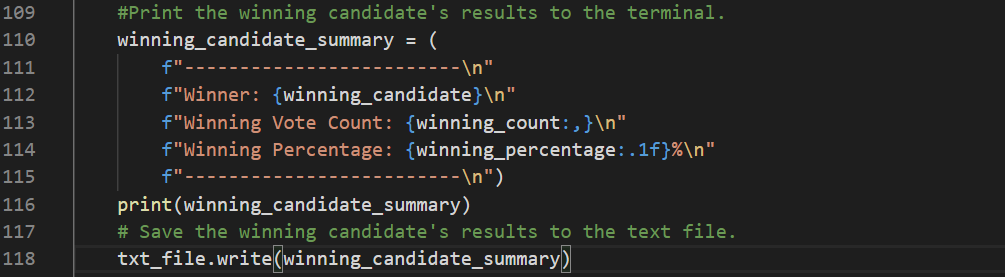 109 #Print the winning candidate's results to the terminal.
110 winning_candidate_summary = (
111 f"-------------------------\n"
112 f"Winner: {winning_candidate}\n"
113 f"Winning Vote Count: {winning_count:,}\n"
114 f"Winning Percentage: {winning_percentage:.1f}%\n"
115 f"-------------------------\n")
116 print(winning_candidate_summary)
117 # Save the winning candidate's results to the text file.
118 txt_file.write(winning_candidate_summary)